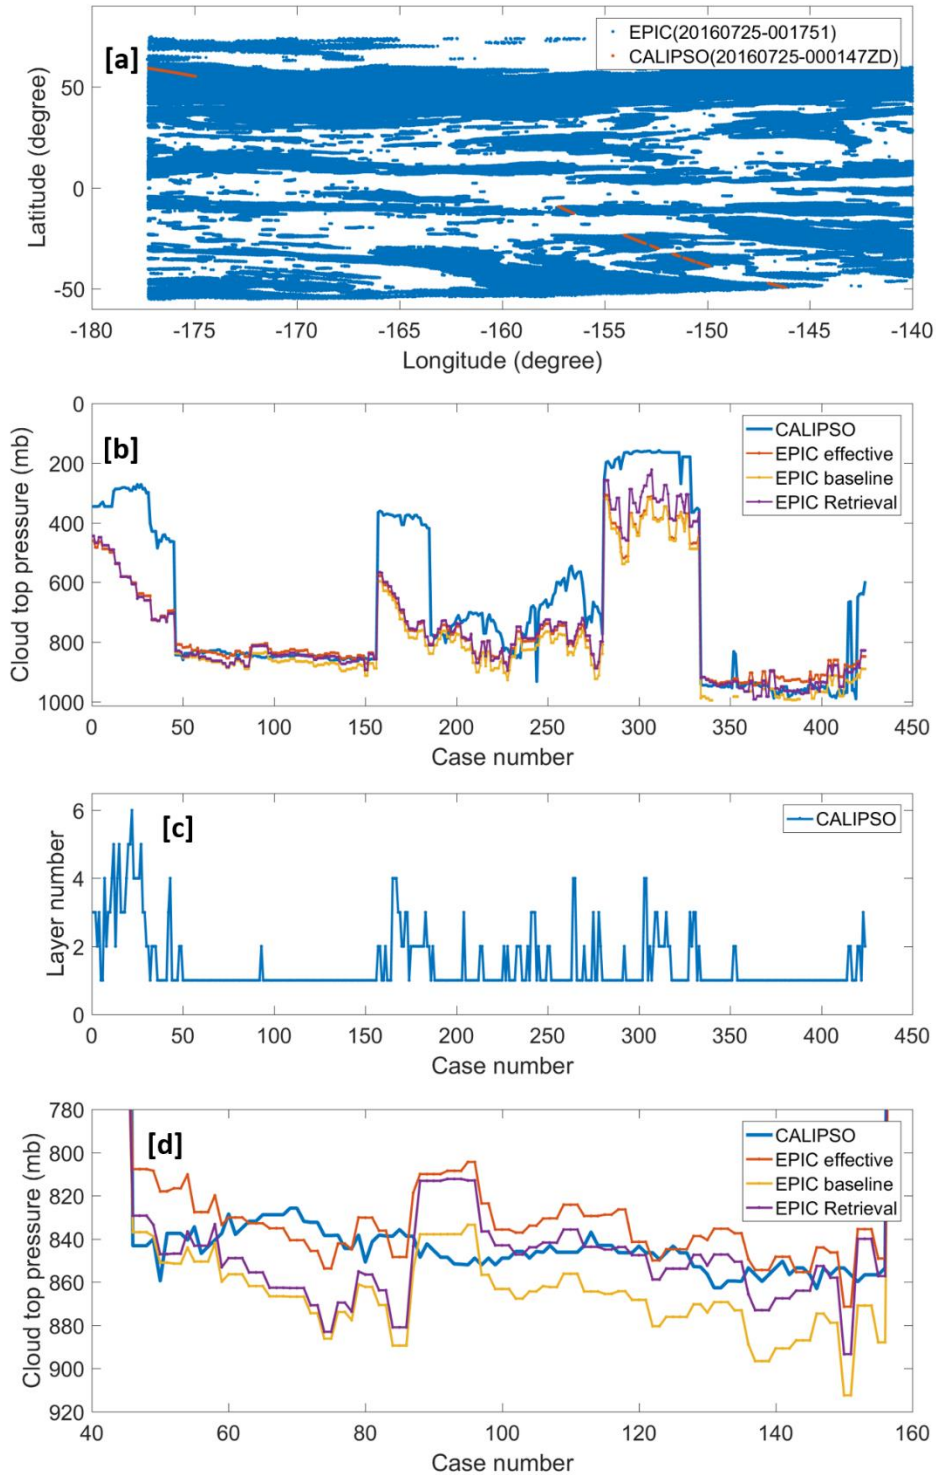 [a]
EPIC(20160725-001751)
CALIPSO(20160725-000147ZD)
Latitude (degree)
50
0
-50
-180 -175 -170 -165 -160 -155 -150 -145 -140
Longitude (degree)
[b]
CALIPSO
EPIC effective
EPIC baseline
EPIC Retrieval
Cloud top pressure (mb)
0
200
400
600
800
1000
0 50 100 150 200 250 300 350 400 450
Case number
[c]
CALIPSO
Layer number
6
4
2
0
0 50 100 150 200 250 300 350 400 450
Case number
[d]
CALIPSO
EPIC effective
EPIC baseline
EPIC Retrieval
Cloud top pressure (mb)
780
800
820
840
860
880
900
920
40 60 80 100 120 140 160
Case number